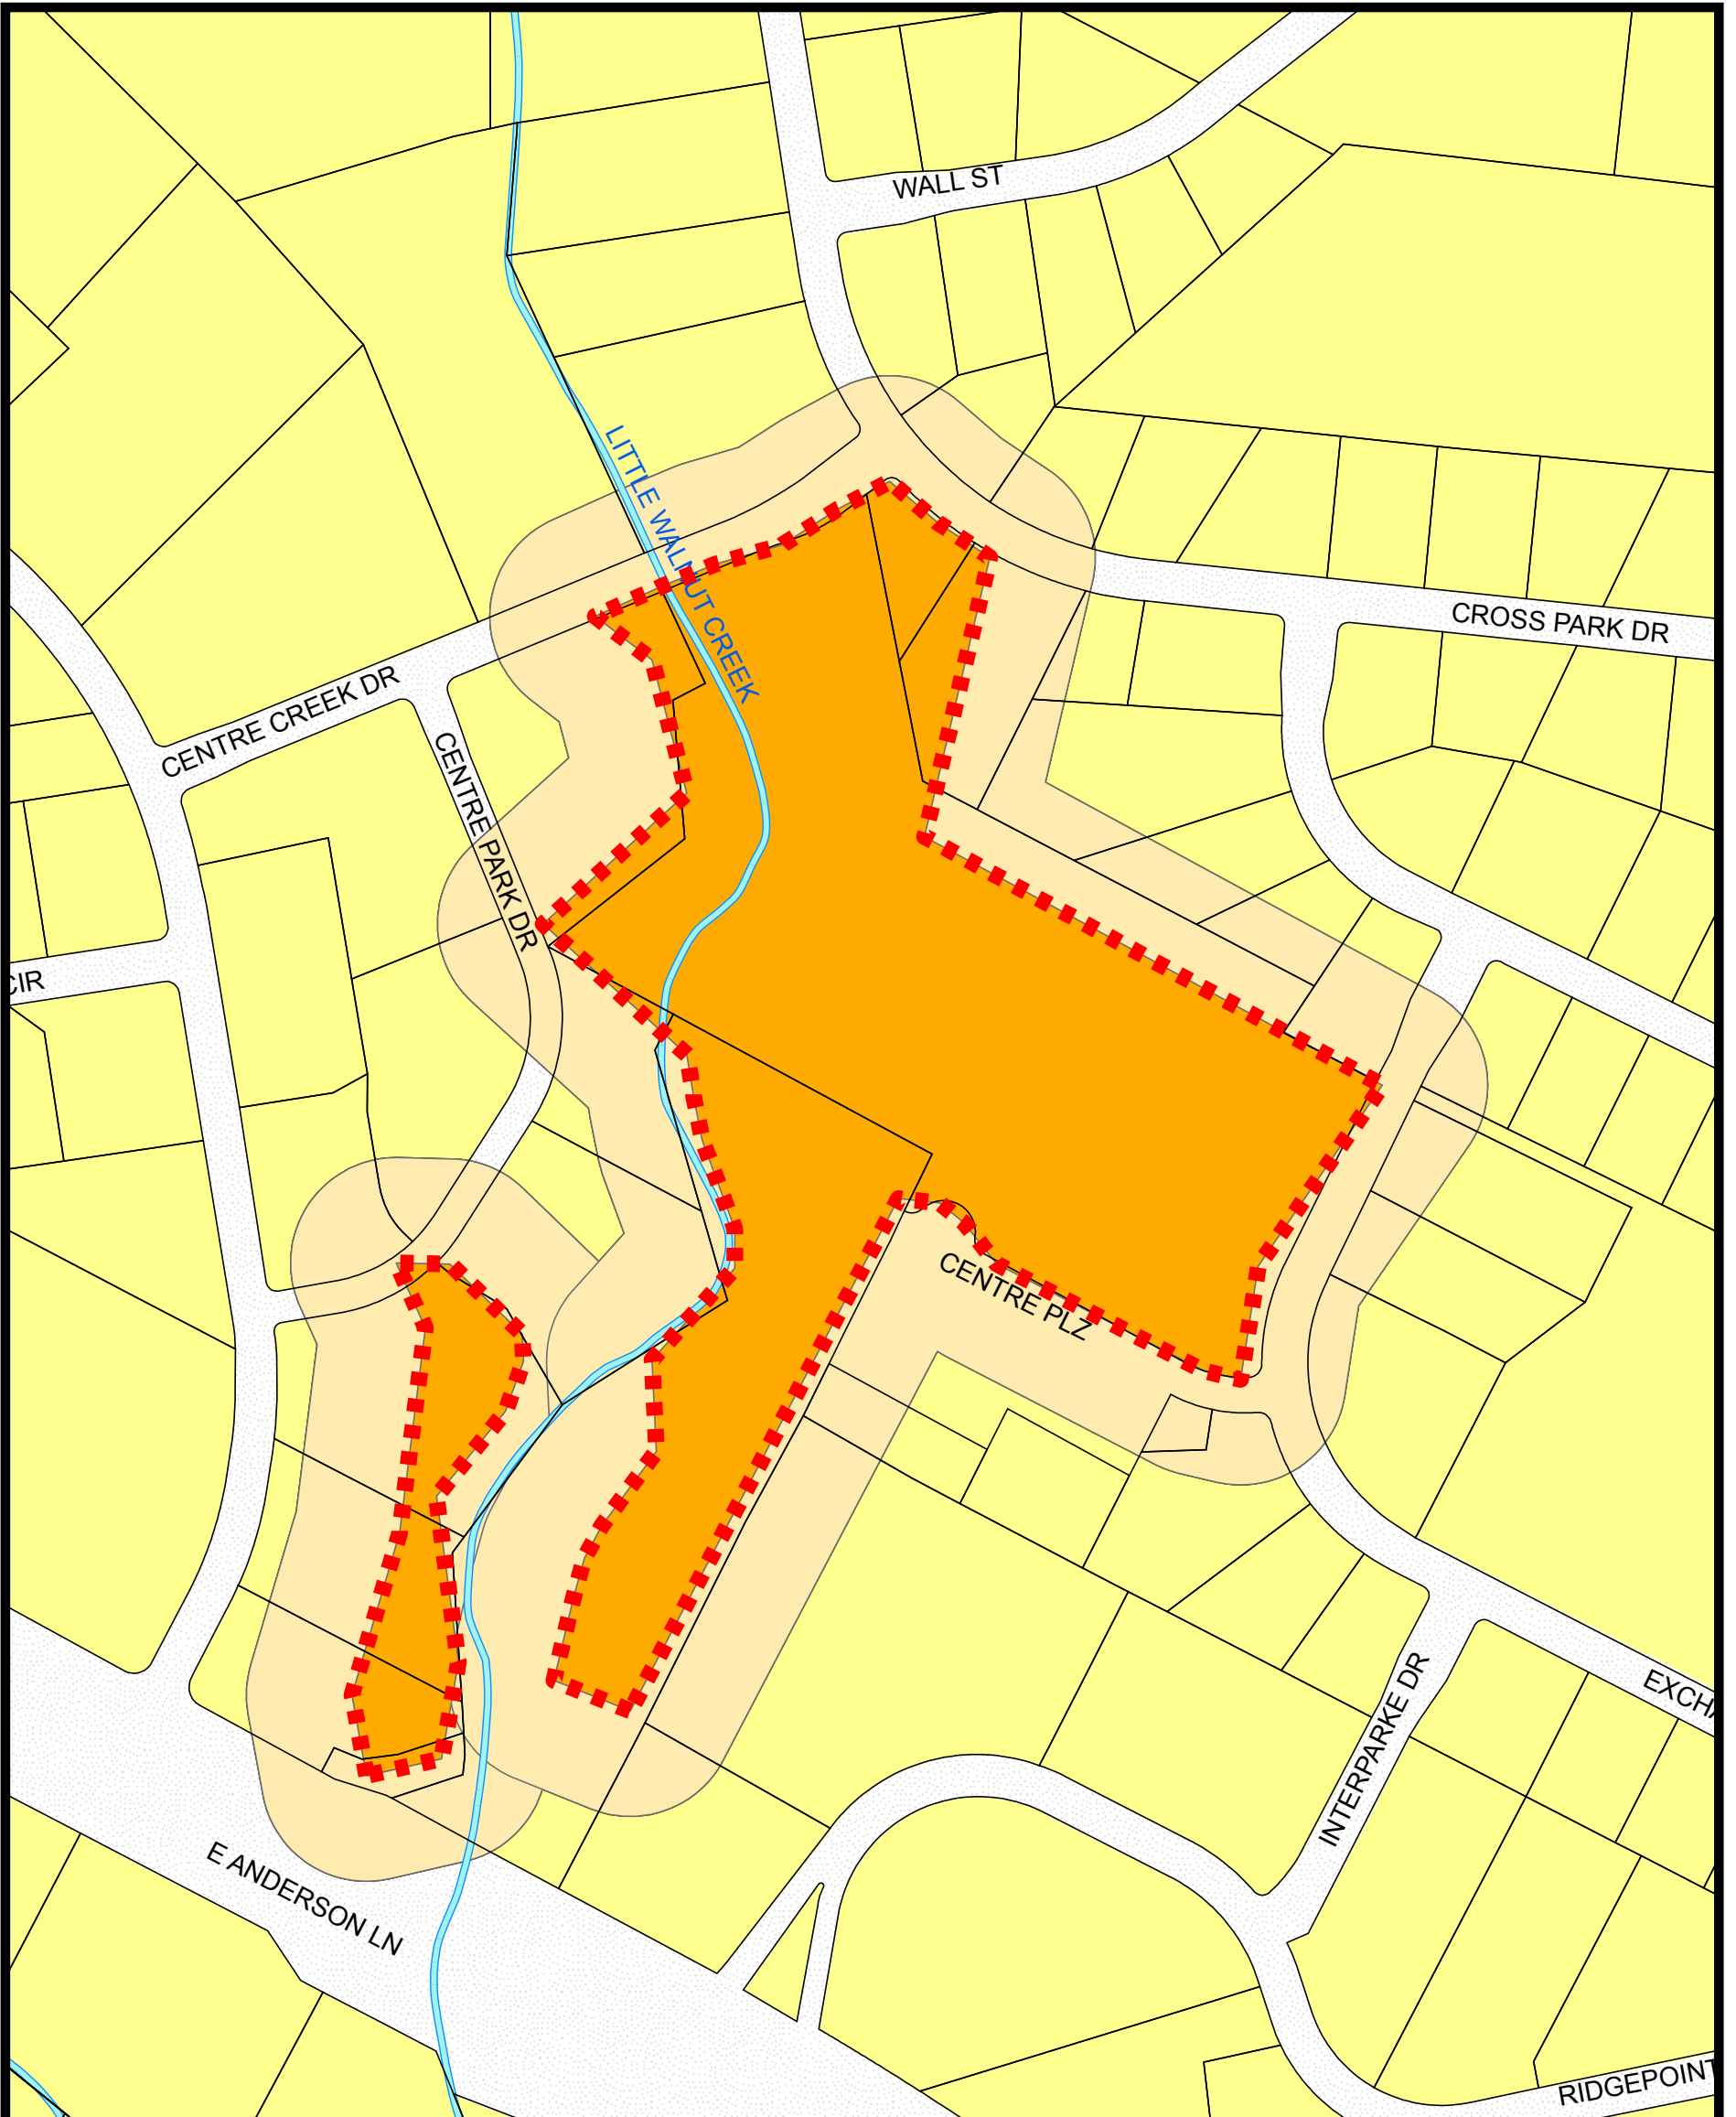 WALL ST
LITTLE WALNUT CREEK
CROSS PARK DR
CENTRE CREEK DR
CENTRE PARK DR
CIR
CENTRE PLZ
EXCHA
INTERPARKE DR
E ANDERSON LN
RIDGEPOINT